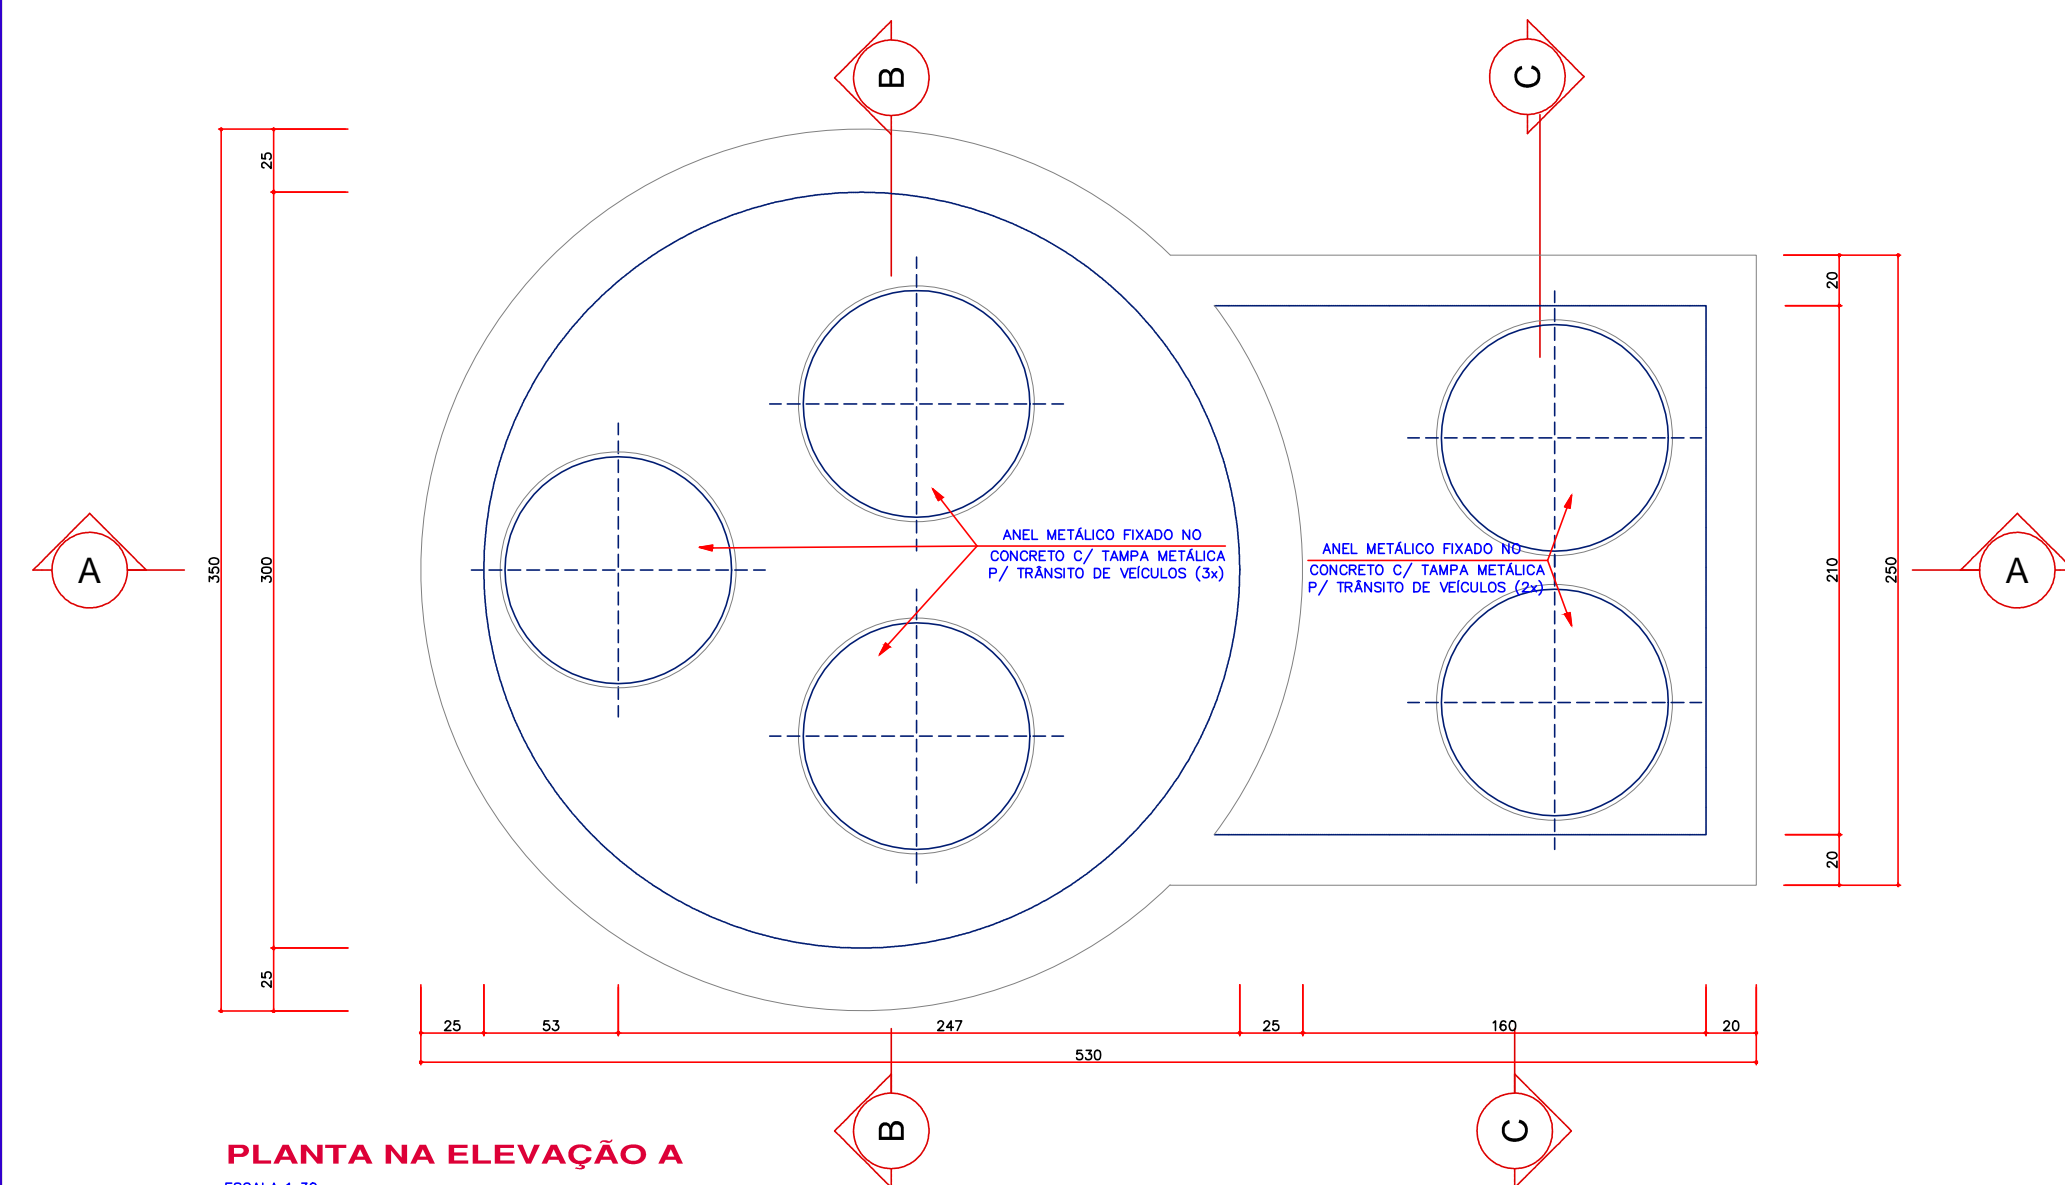 B
C
25
20
A
350
300
ANEL METÁLICO FIXADO NO
CONCRETO C/ TAMPA METÁLICA
P/ TRÂNSITO DE VEÍCULOS (3x)
ANEL METÁLICO FIXADO NO
CONCRETO C/ TAMPA METÁLICA
P/ TRÂNSITO DE VEÍCULOS (2x)
210
250
A
20
25
25
53
247
25
160
20
530
B
C
PLANTA NA ELEVAÇÃO A